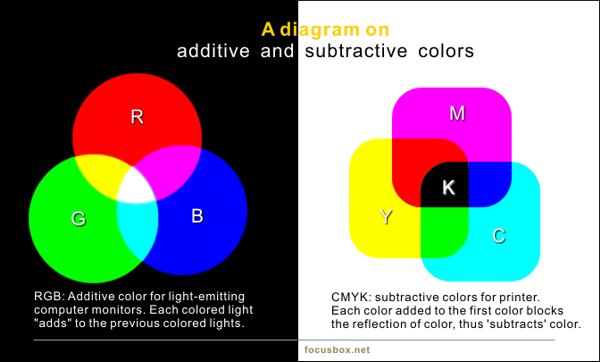 A diagram on
additive and subtractive colors
R
G
B
RGB: Additive color for light-emitting
computer monitors. Each colored light
"adds" to the previous colored lights.
M
K
Y
C
CMYK: subtractive colors for printer.
Each color added to the first color blocks
the reflection of color, thus 'subtracts' color.
focusbox.net